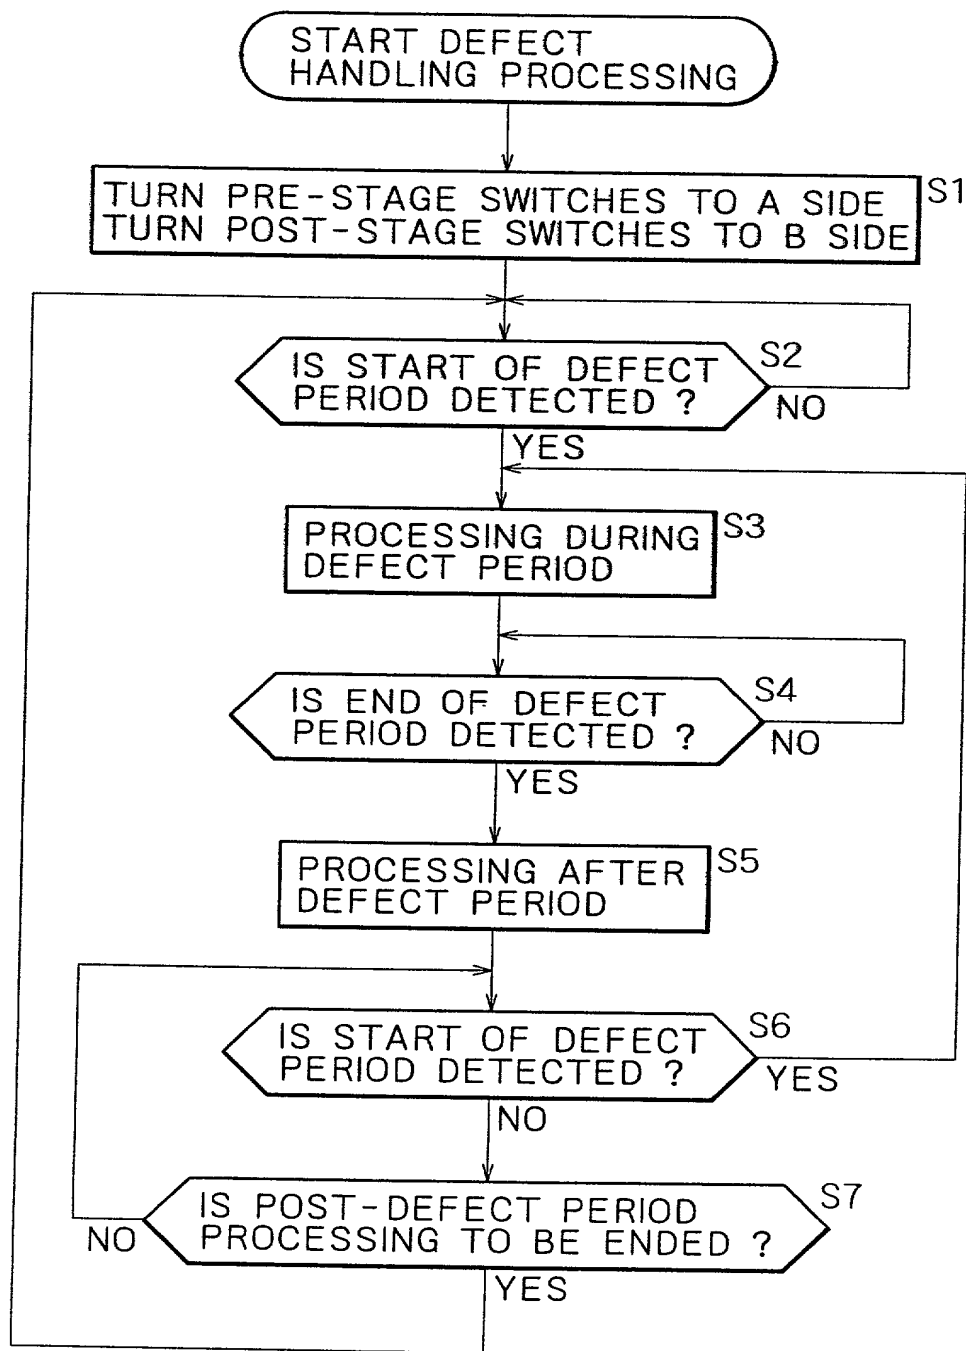 START DEFECT
HANDLING PROCESSING
TURN PRE-STAGE SWITCHES TO A SIDE
TURN POST-STAGE SWITCHES TO B SIDE
S1
IS START OF DEFECT
PERIOD DETECTED ?
S2
NO
YES
PROCESSING DURING
DEFECT PERIOD
S3
IS END OF DEFECT
PERIOD DETECTED ?
S4
NO
YES
PROCESSING AFTER
DEFECT PERIOD
S5
IS START OF DEFECT
PERIOD DETECTED ?
S6
YES
NO
IS POST-DEFECT PERIOD
PROCESSING TO BE ENDED ?
S7
NO
YES